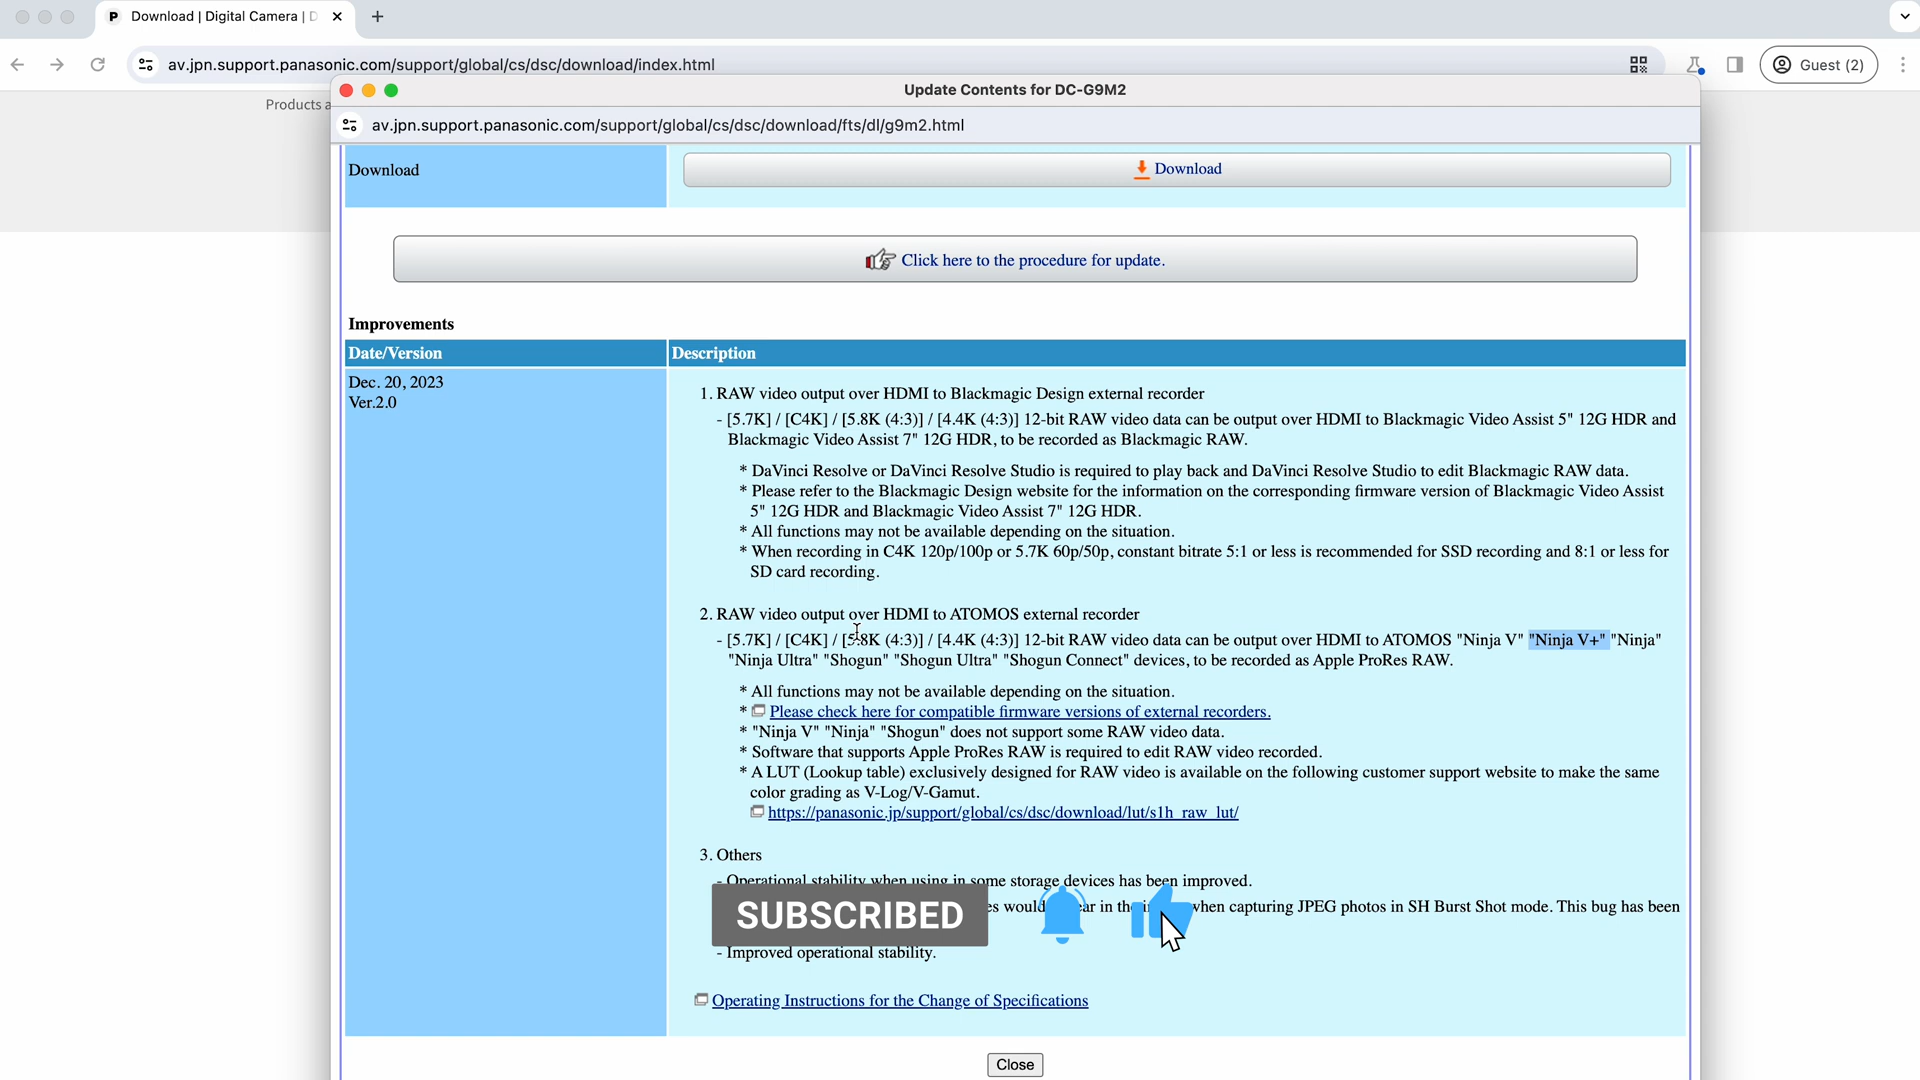 Download | Digital Camera | D
av.jpn.support.panasonic.com/support/global/cs/dsc/download/index.html
Guest (2)
Products a
Update Contents for DC-G9M2
av.jpn.support.panasonic.com/support/global/cs/dsc/download/fts/dl/g9m2.html
Download
Download
Click here to the procedure for update.
Improvements
Date/Version
Description
Dec. 20, 2023
Ver.2.0
1. RAW video output over HDMI to Blackmagic Design external recorder
- [5.7K] / [C4K] / [5.8K (4:3)] / [4.4K (4:3)] 12-bit RAW video data can be output over HDMI to Blackmagic Video Assist 5" 12G HDR and
Blackmagic Video Assist 7" 12G HDR, to be recorded as Blackmagic RAW.
* DaVinci Resolve or DaVinci Resolve Studio is required to play back and DaVinci Resolve Studio to edit Blackmagic RAW data.
* Please refer to the Blackmagic Design website for the information on the corresponding firmware version of Blackmagic Video Assist
5" 12G HDR and Blackmagic Video Assist 7" 12G HDR.
* All functions may not be available depending on the situation.
* When recording in C4K 120p/100p or 5.7K 60p/50p, constant bitrate 5:1 or less is recommended for SSD recording and 8:1 or less for
SD card recording.
2. RAW video output over HDMI to ATOMOS external recorder
- [5.7K] / [C4K] / [5.8K (4:3)] / [4.4K (4:3)] 12-bit RAW video data can be output over HDMI to ATOMOS "Ninja V" "Ninja V+" "Ninja"
"Ninja Ultra" "Shogun" "Shogun Ultra" "Shogun Connect" devices, to be recorded as Apple ProRes RAW.
* All functions may not be available depending on the situation.
* Please check here for compatible firmware versions of external recorders.
* "Ninja V" "Ninja" "Shogun" does not support some RAW video data.
* Software that supports Apple ProRes RAW is required to edit RAW video recorded.
* A LUT (Lookup table) exclusively designed for RAW video is available on the following customer support website to make the same
color grading as V-Log/V-Gamut.
https://panasonic.jp/support/global/cs/dsc/download/lut/s1h_raw_lut/
3. Others
- Operational stability when using in some storage devices has been improved.
SUBSCRIBED
when capturing JPEG photos in SH Burst Shot mode. This bug has been
- Improved operational stability.
Operating Instructions for the Change of Specifications
Close